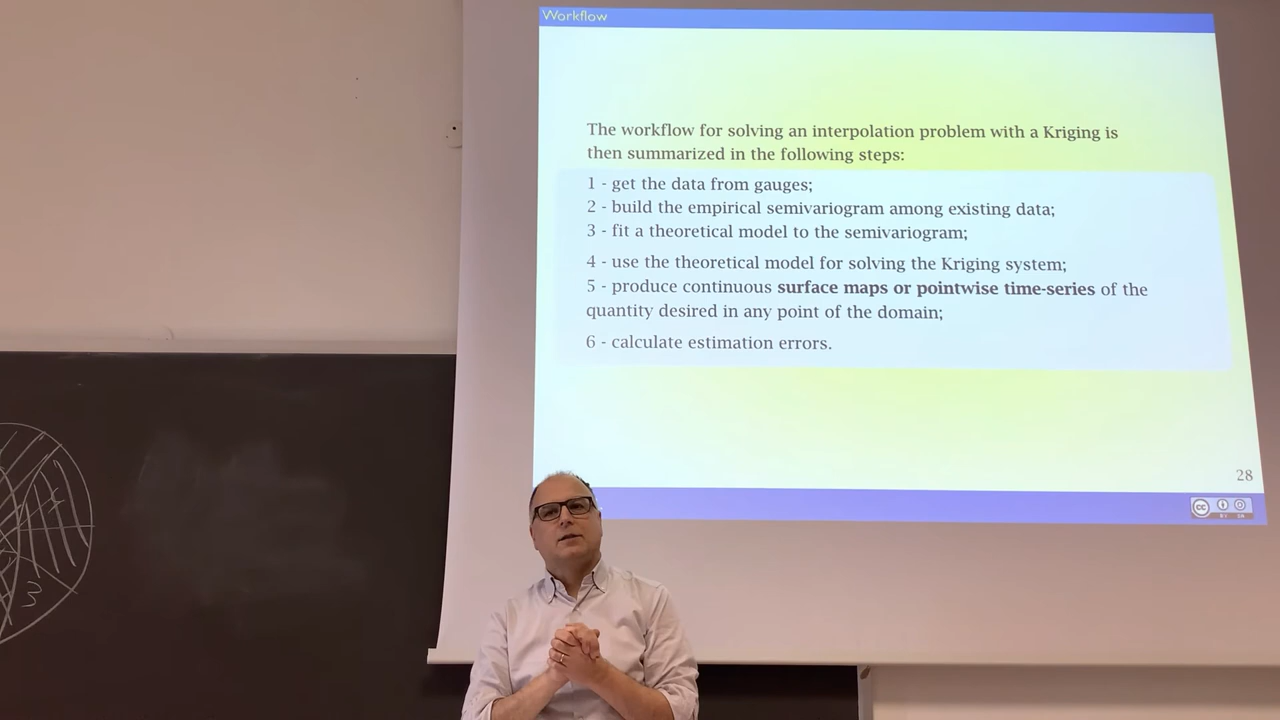 Workflow
The workflow for solving an interpolation problem with a Kriging is
then summarized in the following steps:
1 - get the data from gauges;
2 - build the empirical semivariogram among existing data;
3 - fit a theoretical model to the semivariogram;
4 - use the theoretical model for solving the Kriging system;
5 - produce continuous surface maps or pointwise time-series of the
quantity desired in any point of the domain;
6 - calculate estimation errors.
28
cc
3